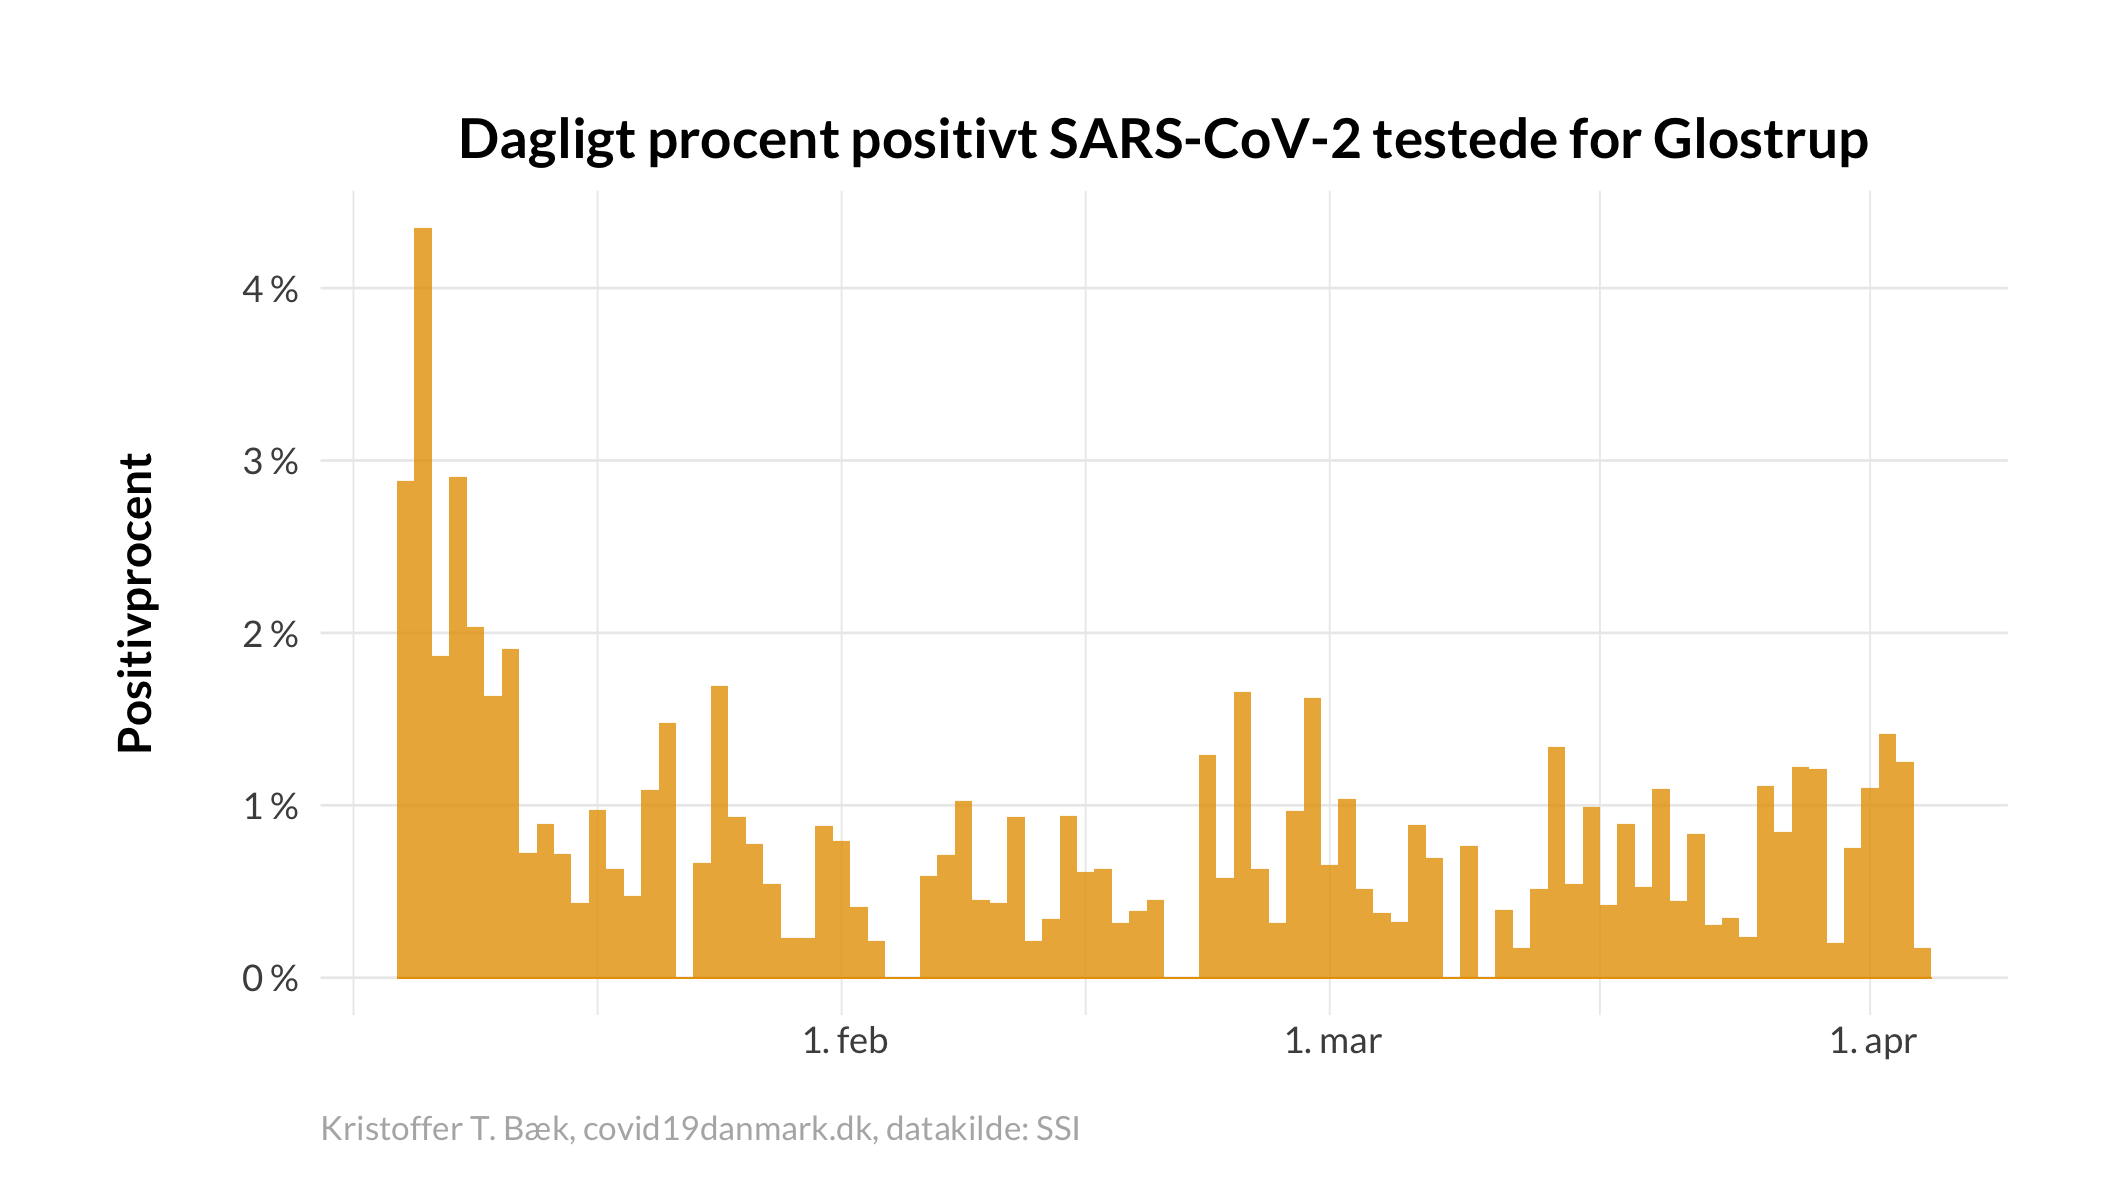 Dagligt procent positivt SARS-CoV-2 testede for Glostrup
Positivprocent
4 %
3 %
2 %
1 %
0 %
1. feb
1. mar
1. apr
Kristoffer T. Bæk, covid19danmark.dk, datakilde: SSI